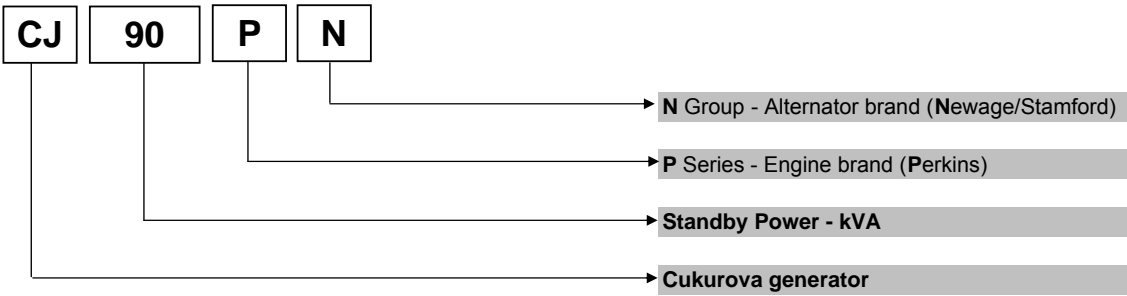 CJ 90 P N
N Group - Alternator brand (Newage/Stamford)
P Series - Engine brand (Perkins)
Standby Power - kVA
Cukurova generator